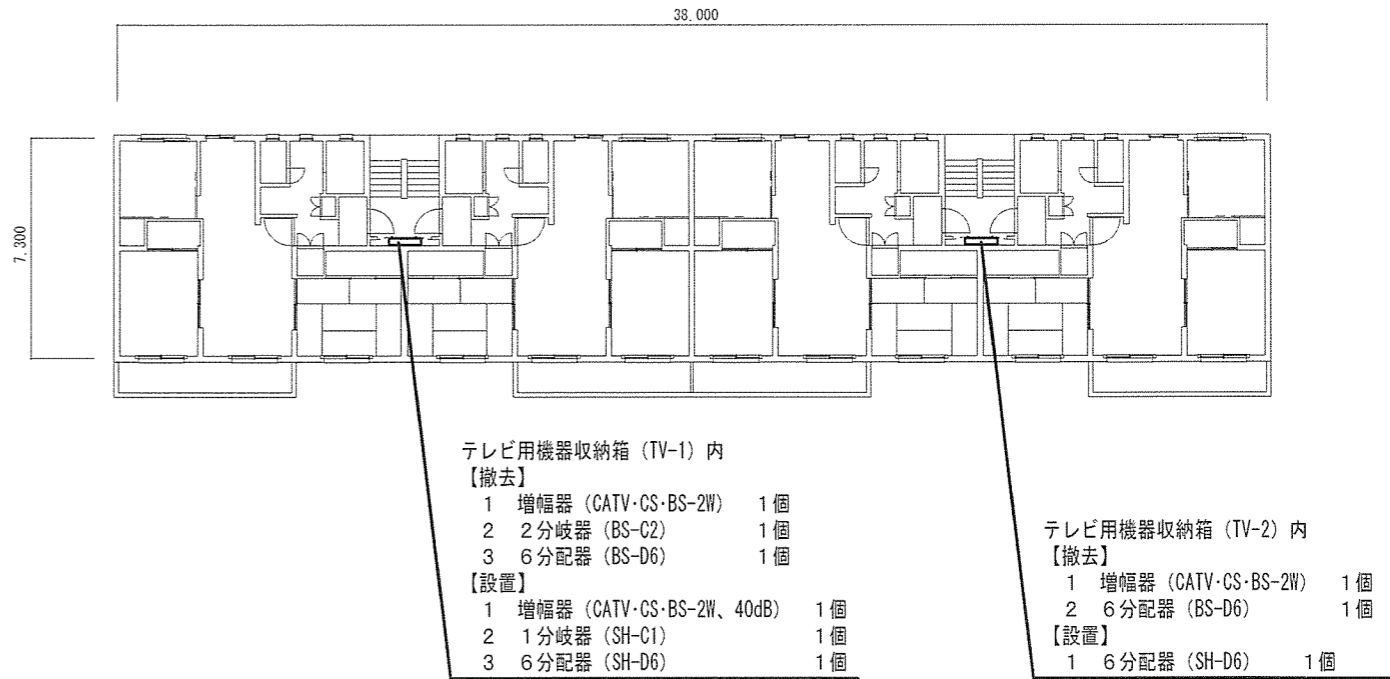 38.000
7.300
テレビ用機器収納箱（TV-1）内
【撤去】
1 増幅器（CATV･CS･BS-2W） 1個
2 2分岐器（BS-C2） 1個
3 6分配器（BS-D6） 1個
【設置】
1 増幅器（CATV･CS･BS-2W、40dB） 1個
2 1分岐器（SH-C1） 1個
3 6分配器（SH-D6） 1個
テレビ用機器収納箱（TV-2）内
【撤去】
1 増幅器（CATV･CS･BS-2W） 1個
2 6分配器（BS-D6） 1個
【設置】
1 6分配器（SH-D6） 1個